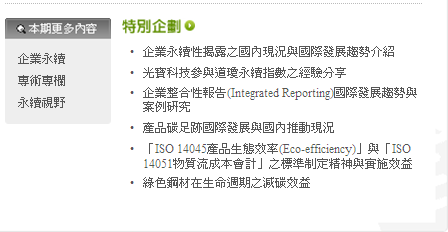 本期更多內容
企業永續
專術專欄
永續視野
特別企劃
企業永續性揭露之國內現況與國際發展趨勢介紹
光寶科技參與道瓊永續指數之經驗分享
企業整合性報告(Integrated Reporting)國際發展趨勢與
案例研究
產品碳足跡國際發展與國內推動現況
「ISO 14045產品生態效率(Eco-efficiency)」與「ISO
14051物質流成本會計」之標準制定精神與實施效益
綠色鋼材在生命週期之減碳效益